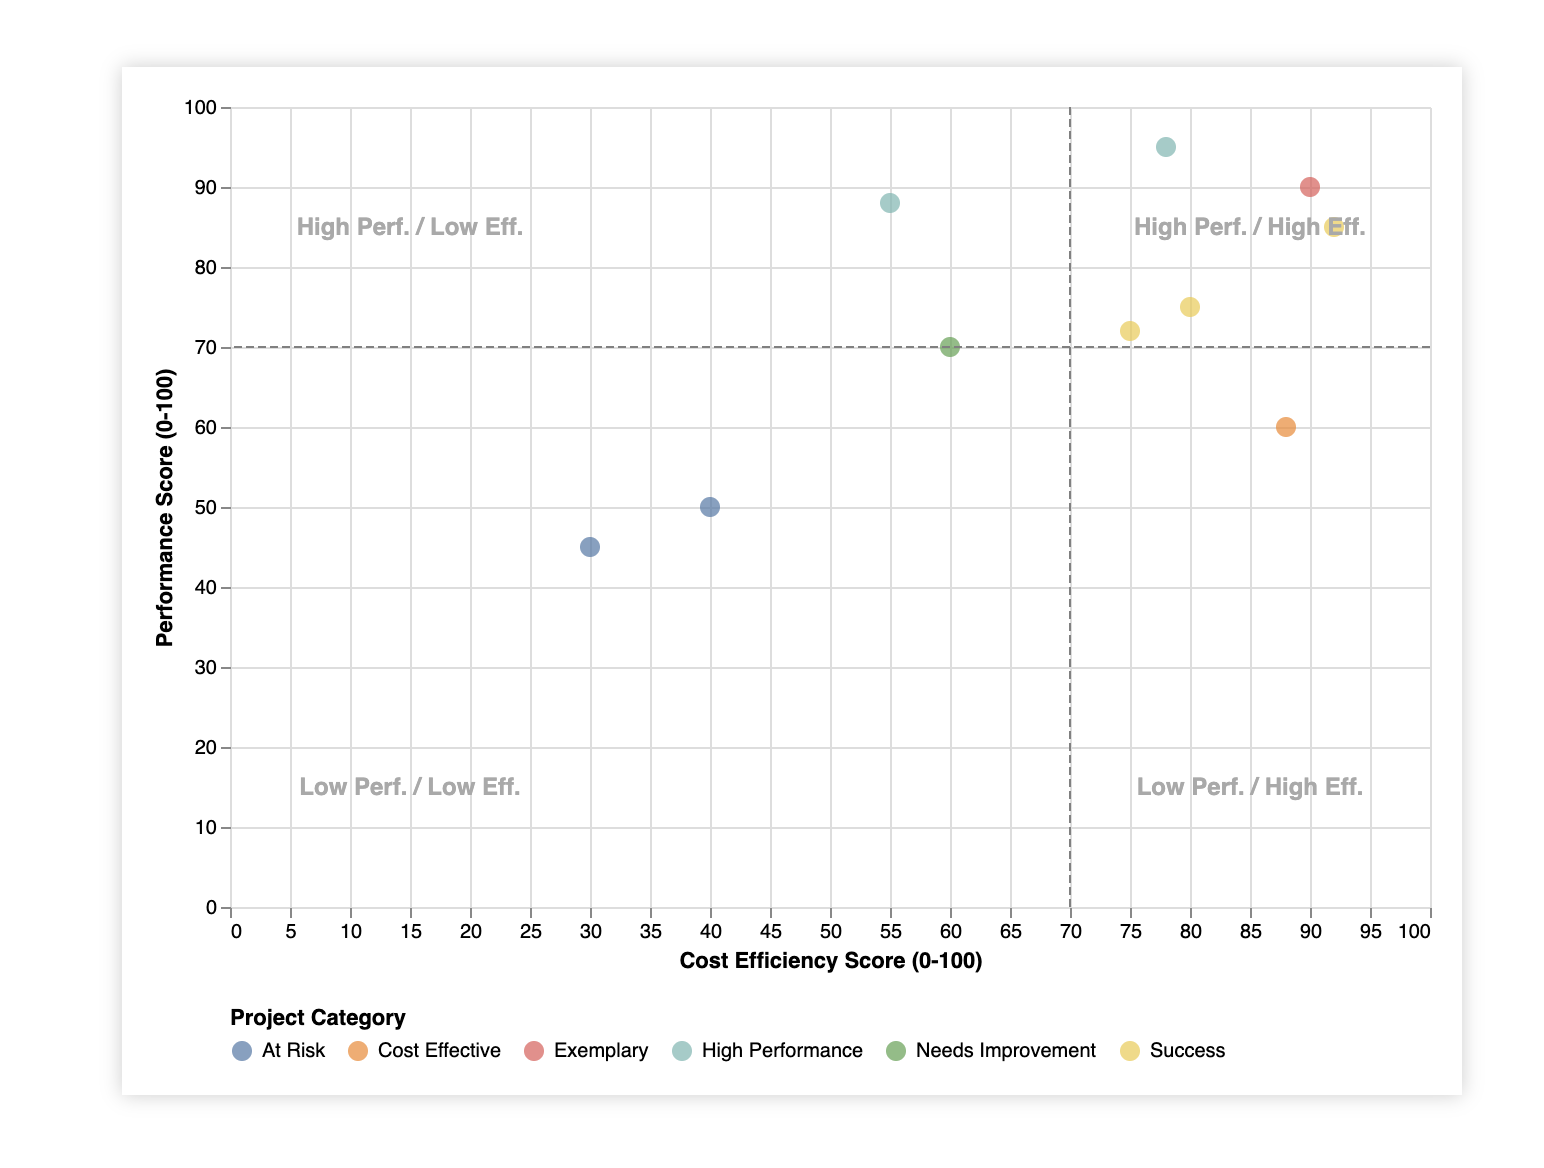 100
90
High Perf. / Low Eff.
High Perf. / High Eff.
80
70
60
50
40
30
20
Low Perf. / Low Eff.
Low Perf. / High Eff.
10
0
Performance Score (0-100)
0 5 10 15 20 25 30 35 40 45 50 55 60 65 70 75 80 85 90 95 100
Cost Efficiency Score (0-100)
Project Category
At Risk Cost Effective Exemplary High Performance Needs Improvement Success